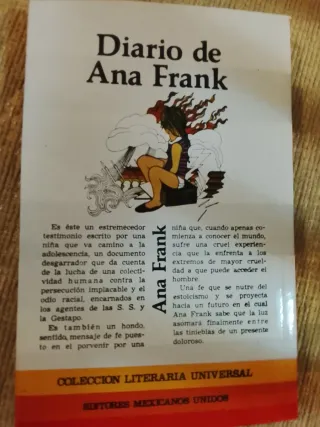 Diario de
Ana Frank
Es éste un estremecedor
testimonio escrito por una
niña que va camino a la
adolescencia, un documento
desgarrador que da cuenta
de la lucha de una colecti-
vidad humana contra la
persecución implacable y el
odio racial, encarnados en
los agentes de las S. S. y
la Gestapo.
Es también un hondo,
sentido, mensaje de fe pues-
to en el porvenir por una
Ana Frank
niña que, cuando apenas co-
mienza a conocer el mundo,
sufre una cruel experien-
cia que la enfrenta a los
extremos de mayor cruel-
dad a que puede acceder el
hombre
Una fe que se nutre del
estoicismo y se proyecta
hacia un futuro en el cual
Ana Frank sabe que la luz
asomará finalmente entre
las tinieblas de un presente
doloroso.
COLECCION LITERARIA UNIVERSAL
EDITORES MEXICANOS UNIDOS